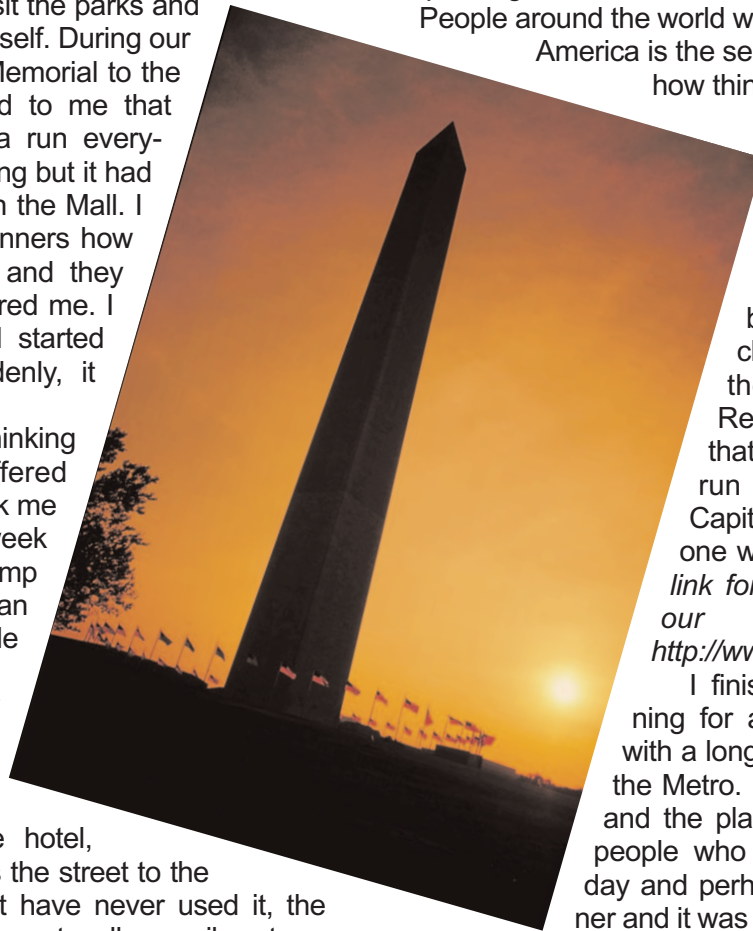 sit the parks and
self. During our
Memorial to the
d to me that
a run every-
ng but it had
n the Mall. I
nners how
and they
red me. I
started
denly, it
inking
ffered
k me
eek
mp
an
le
e hotel,
s the street to the
t have never used it, the
People around the world w
America is the se
how thin
b
cl
the
Re
that
run
Capit
one w
link for
our
http://ww
I finis
ning for a
with a long
the Metro.
and the pla
people who
day and perh
ner and it was